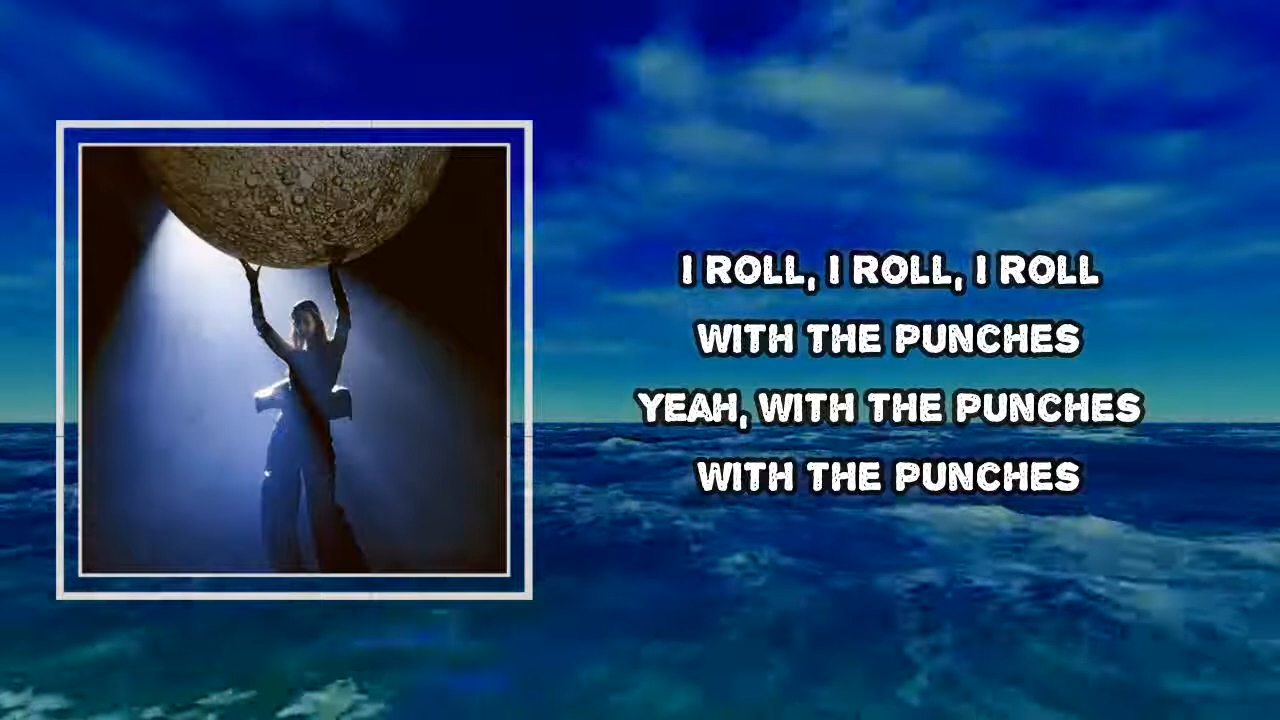 I ROLL, I ROLL, I ROLL
WITH THE PUNCHES
YEAH, WITH THE PUNCHES
WITH THE PUNCHES